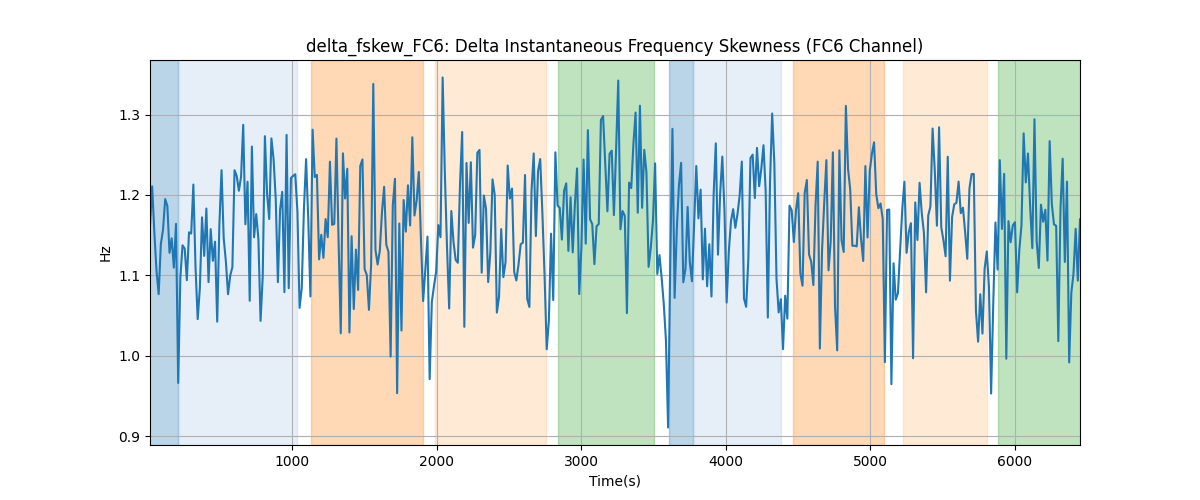 delta_fskew_FC6: Delta Instantaneous Frequency Skewness (FC6 Channel)
1.3
1.2
1.1
1.0
0.9
Hz
1000 2000 3000 4000 5000 6000
Time(s)